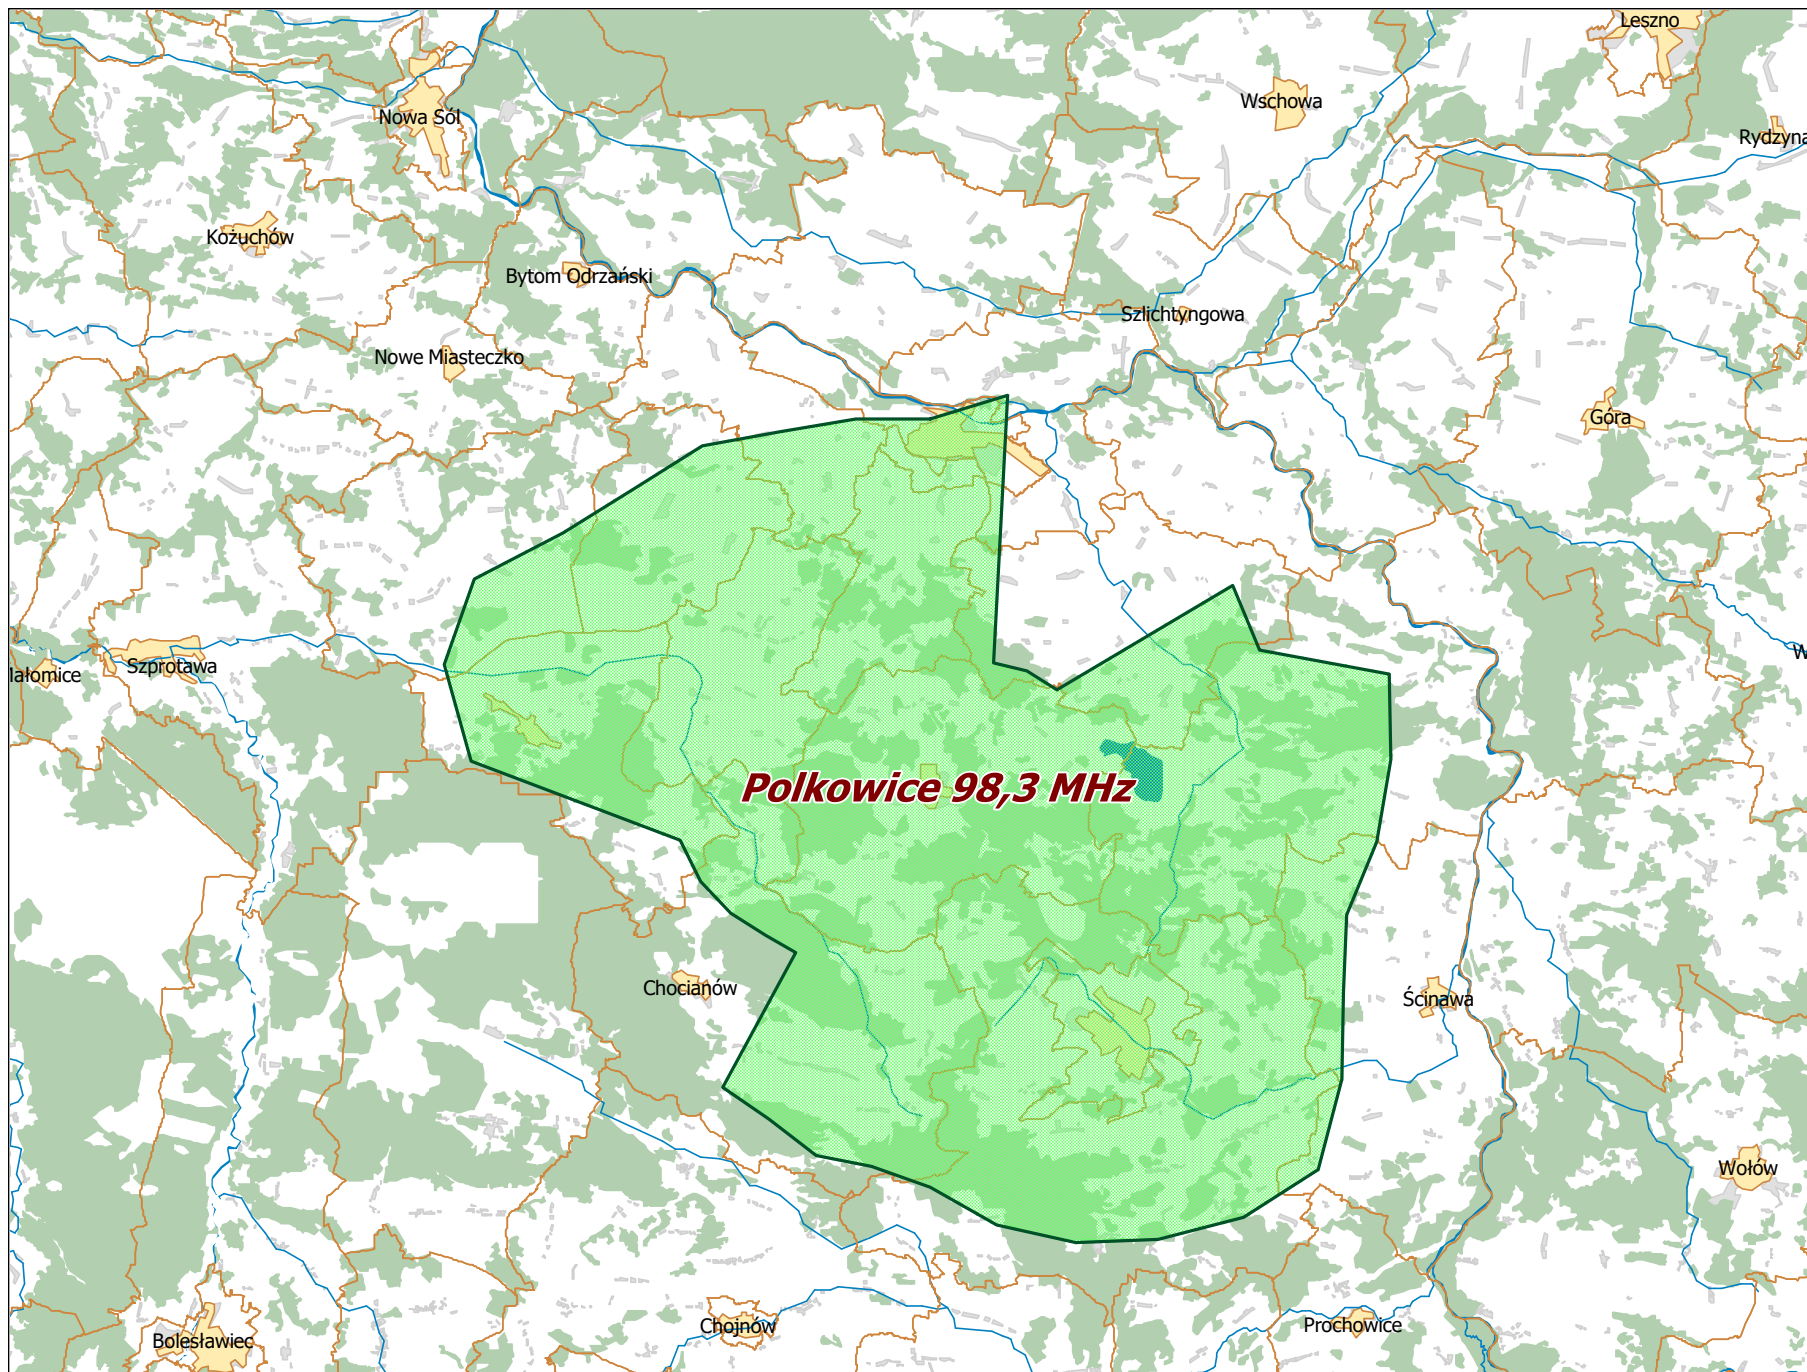 Leszno
Wschowa
Nowa Sól
Rydzyna
Kożuchów
Bytom Odrzański
Szlichtyngowa
Nowe Miasteczko
Góra
Szprotawa
lałomice
W
Polkowice 98,3 MHz
Chocianów
Ścinawa
Wołów
Bolesławiec
Chojnów
Prochowice